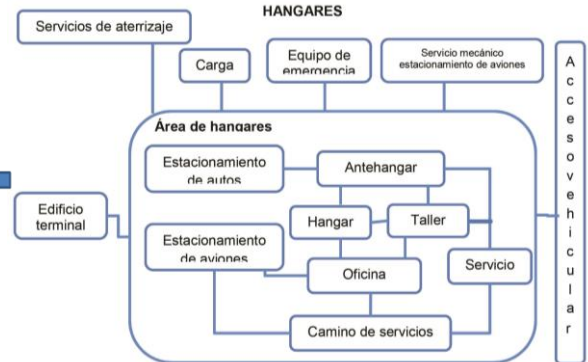 HANGARES
Servicios de aterrizaje
Carga
Equipo de
emergencia
Servicio mecánico
estacionamiento de aviones
Área de hangares
Estacionamiento
de autos
Antehangar
Edificio
terminal
Hangar
Taller
Estacionamiento
de aviones
Oficina
Servicio
Camino de servicios
A
c
c
e
s
o
v
e
h
i
c
u
l
a
r